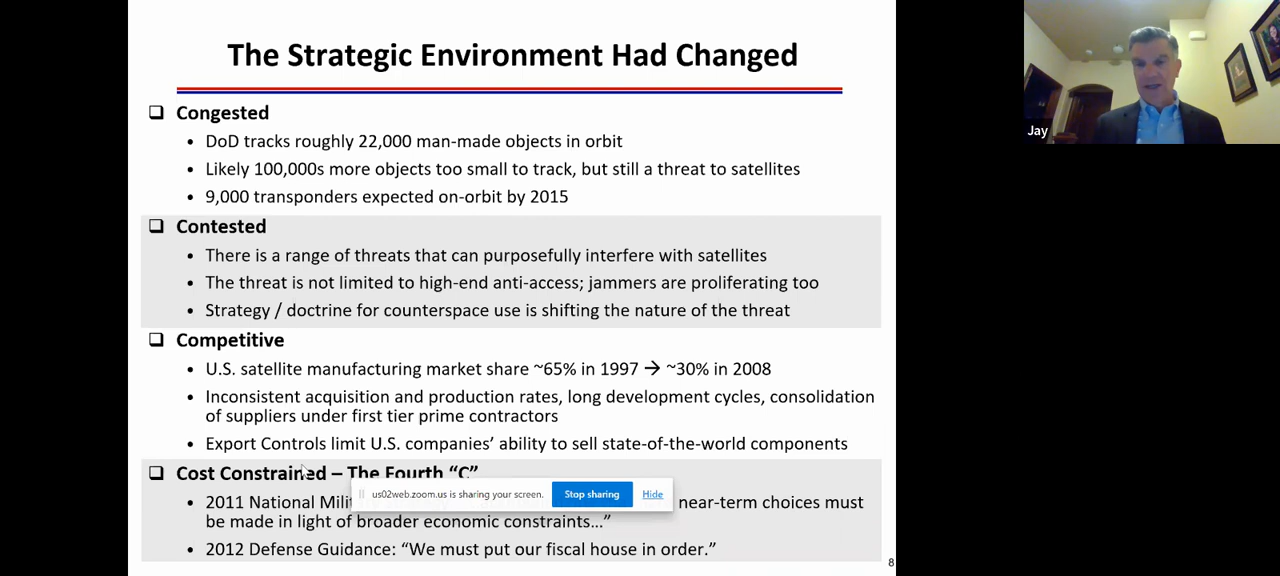 The Strategic Environment Had Changed
Congested
DoD tracks roughly 22,000 man-made objects in orbit
Likely 100,000s more objects too small to track, but still a threat to satellites
9,000 transponders expected on-orbit by 2015
Contested
There is a range of threats that can purposefully interfere with satellites
The threat is not limited to high-end anti-access; jammers are proliferating too
Strategy / doctrine for counterspace use is shifting the nature of the threat
Competitive
U.S. satellite manufacturing market share ~65% in 1997 → ~30% in 2008
Inconsistent acquisition and production rates, long development cycles, consolidation
of suppliers under first tier prime contractors
Export Controls limit U.S. companies’ ability to sell state-of-the-world components
Cost Constrained – The Fourth “C”
us02web.zoom.us is sharing your screen. Stop sharing Hide
2011 National near-term choices must
be made in light of broader economic constraints…”
2012 Defense Guidance: “We must put our fiscal house in order.”
8
Jay